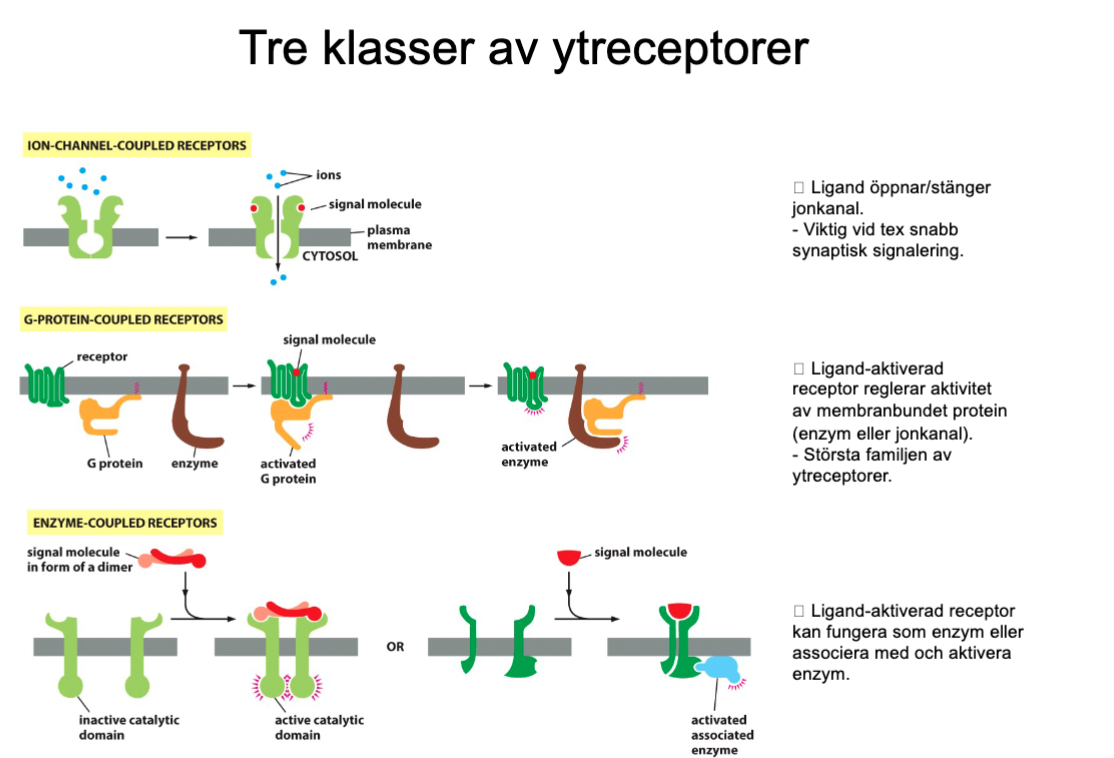 Tre klasser av ytreceptorer
ION-CHANNEL-COUPLED RECEPTORS
ions
signal molecule
plasma
membrane
CYTOSOL
☐ Ligand öppnar/stänger
jonkanal.
- Viktig vid tex snabb
synaptisk signalering.
G-PROTEIN-COUPLED RECEPTORS
signal molecule
receptor
G protein
enzyme
activated
G protein
activated
enzyme
☐ Ligand-aktiverad
receptor reglerar aktivitet
av membranbundet protein
(enzym eller jonkanal).
- Största familjen av
ytreceptorer.
ENZYME-COUPLED RECEPTORS
signal molecule
in form of a dimer
signal molecule
OR
inactive catalytic
domain
active catalytic
domain
activated
associated
enzyme
☐ Ligand-aktiverad receptor
kan fungera som enzym eller
associera med och aktivera
enzym.